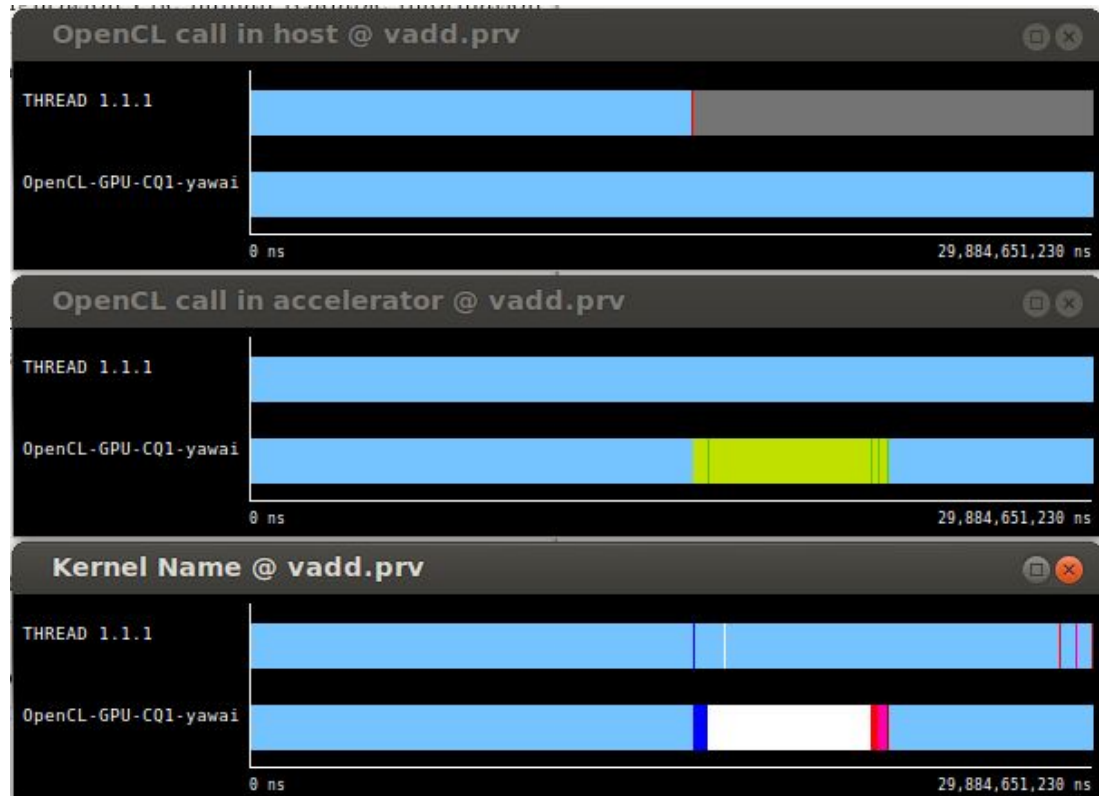 OpenCL call in host @ vadd.prv
THREAD 1.1.1
OpenCL-GPU-CQ1-yawai
0 ns 29,884,651,230 ns
OpenCL call in accelerator @ vadd.prv
THREAD 1.1.1
OpenCL-GPU-CQ1-yawai
0 ns 29,884,651,230 ns
Kernel Name @ vadd.prv
THREAD 1.1.1
OpenCL-GPU-CQ1-yawai
0 ns 29,884,651,230 ns